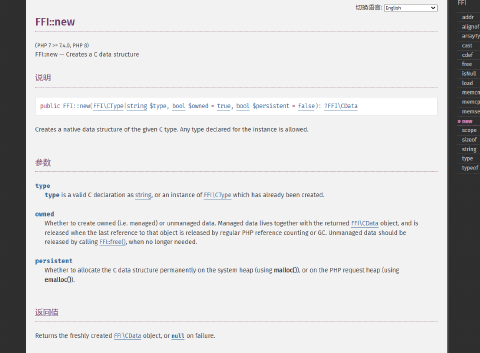 切换语言: English
FFI::new
(PHP 7 >= 7.4.0, PHP 8)
FFI::new — Creates a C data structure
说明
public FFI::new(FFI\CType|string $type, bool $owned = true, bool $persistent = false): ?FFI\CData
Creates a native data structure of the given C type. Any type declared for the instance is allowed.
参数
type
type is a valid C declaration as string, or an instance of FFI\CType which has already been created.
owned
Whether to create owned (i.e. managed) or unmanaged data. Managed data lives together with the returned FFI\CData object, and is
released when the last reference to that object is released by regular PHP reference counting or GC. Unmanaged data should be
released by calling FFI::free(), when no longer needed.
persistent
Whether to allocate the C data structure permanently on the system heap (using malloc()), or on the PHP request heap (using
emalloc()).
返回值
Returns the freshly created FFI\CData object, or null on failure.
FFI
addr
alignof
arrayTy
cast
cdef
free
isNull
load
memcm
memcp
memse
new
scope
sizeof
string
type
typeof